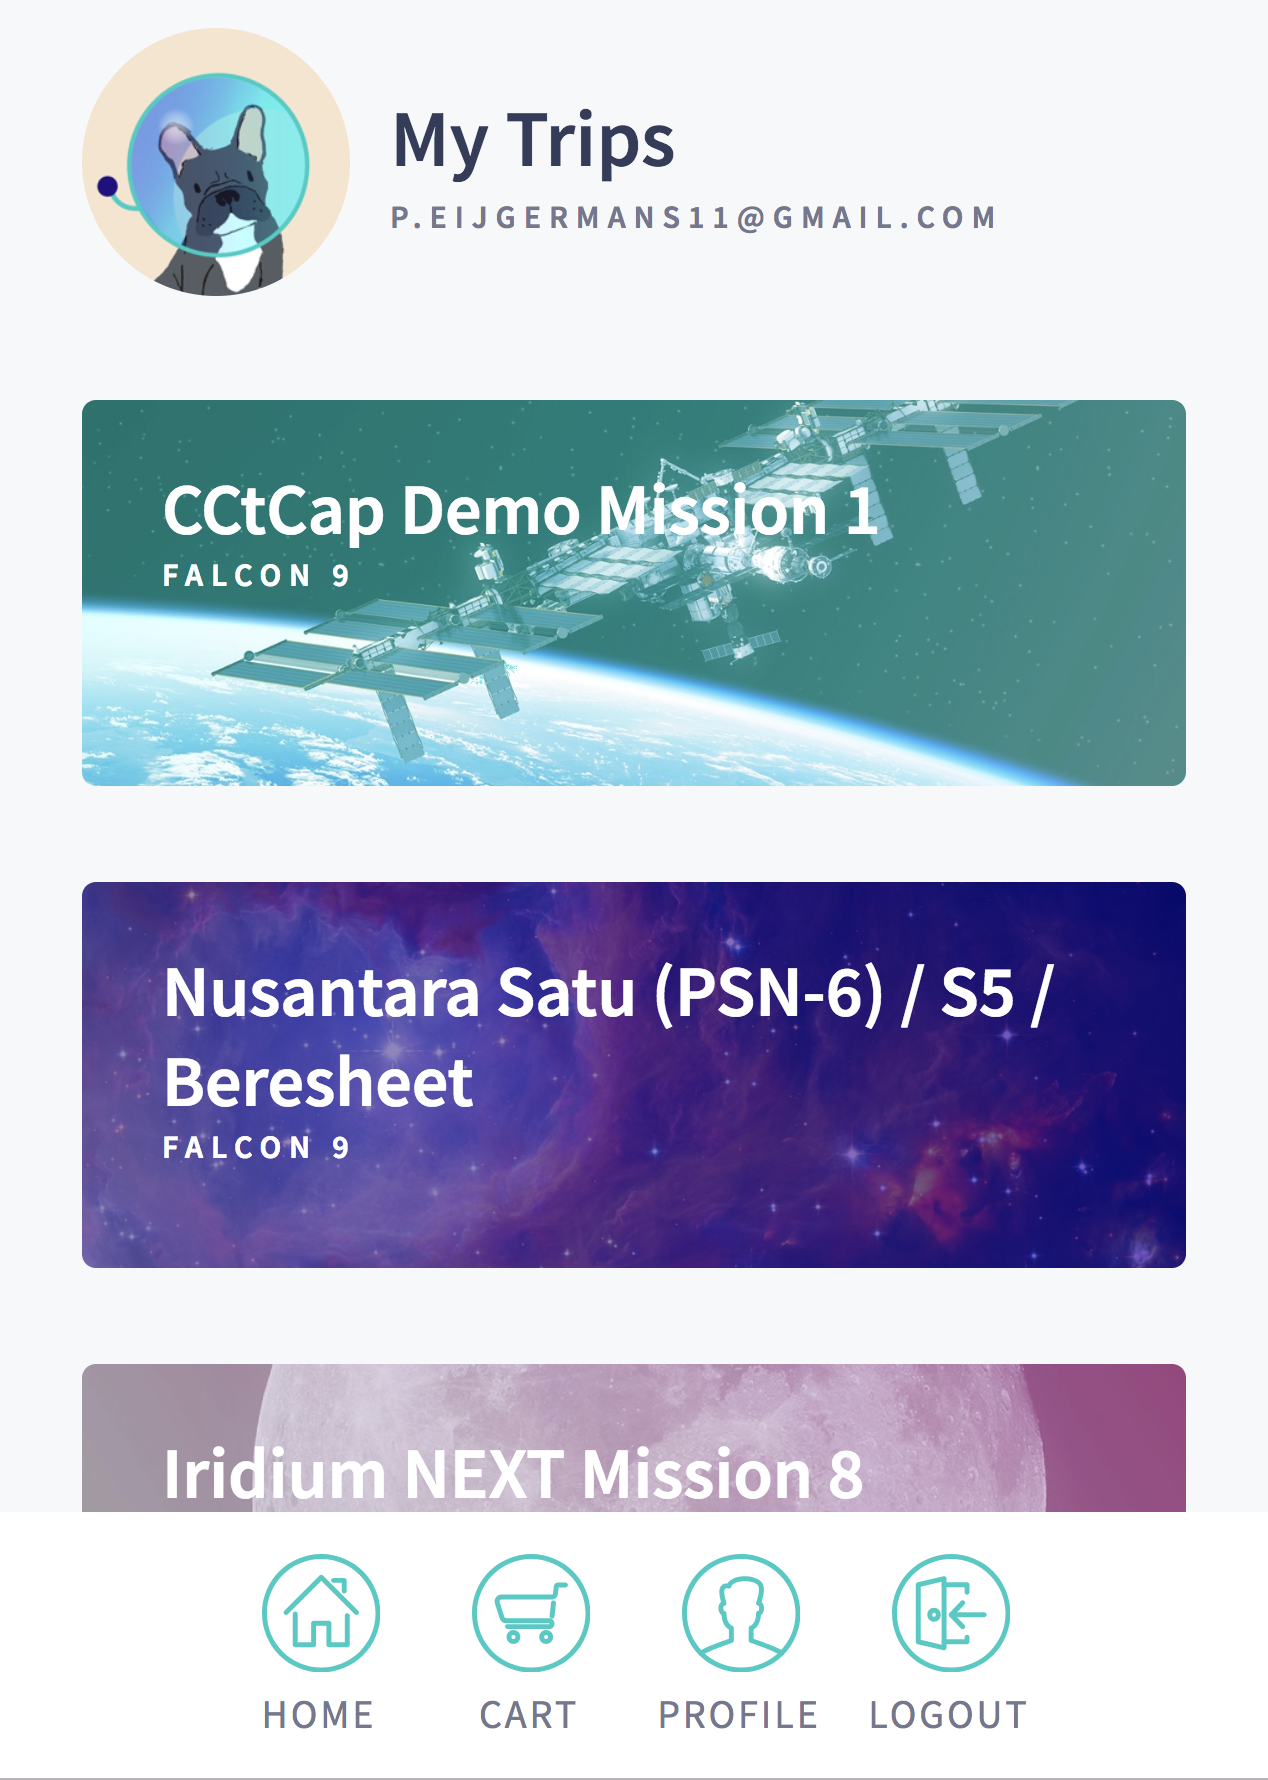 My Trips
P.EIJGERMANS11@GMAIL.COM
CCtCap Demo Mission 1
FALCON 9
Nusantara Satu (PSN-6) / S5 /
Beresheet
FALCON 9
Iridium NEXT Mission 8
HOME CART PROFILE LOGOUT